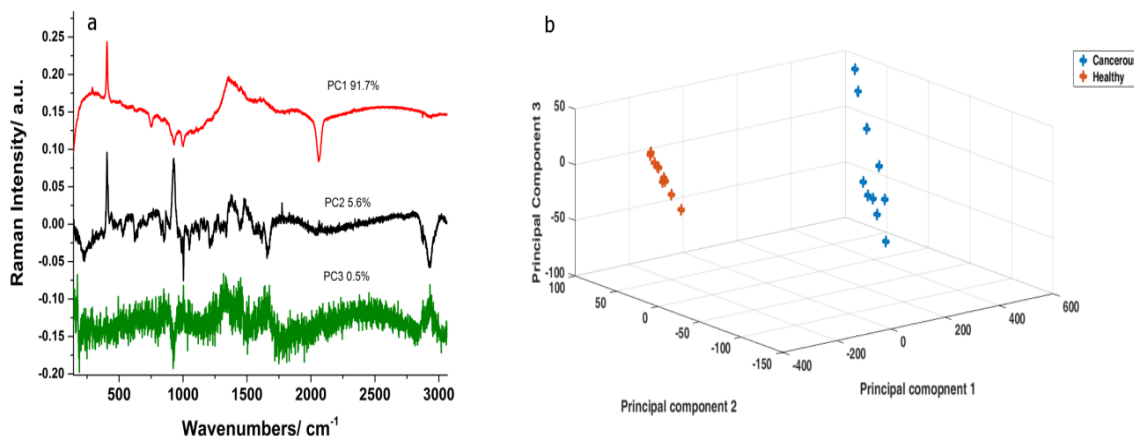 a
0.25
0.20
0.15
0.10
0.05
0.00
-0.05
-0.10
-0.15
-0.20
Raman Intensity/ a.u.
PC1 91.7%
PC2 5.6%
PC3 0.5%
500
1000
1500
2000
2500
3000
Wavenumbers/ cm-1
b
Cancerous
Healthy
50
0
-50
-100
Principal Component 3
100
50
0
-50
-100
-150
Principal component 2
-400
-200
0
200
400
600
Principal comopnent 1